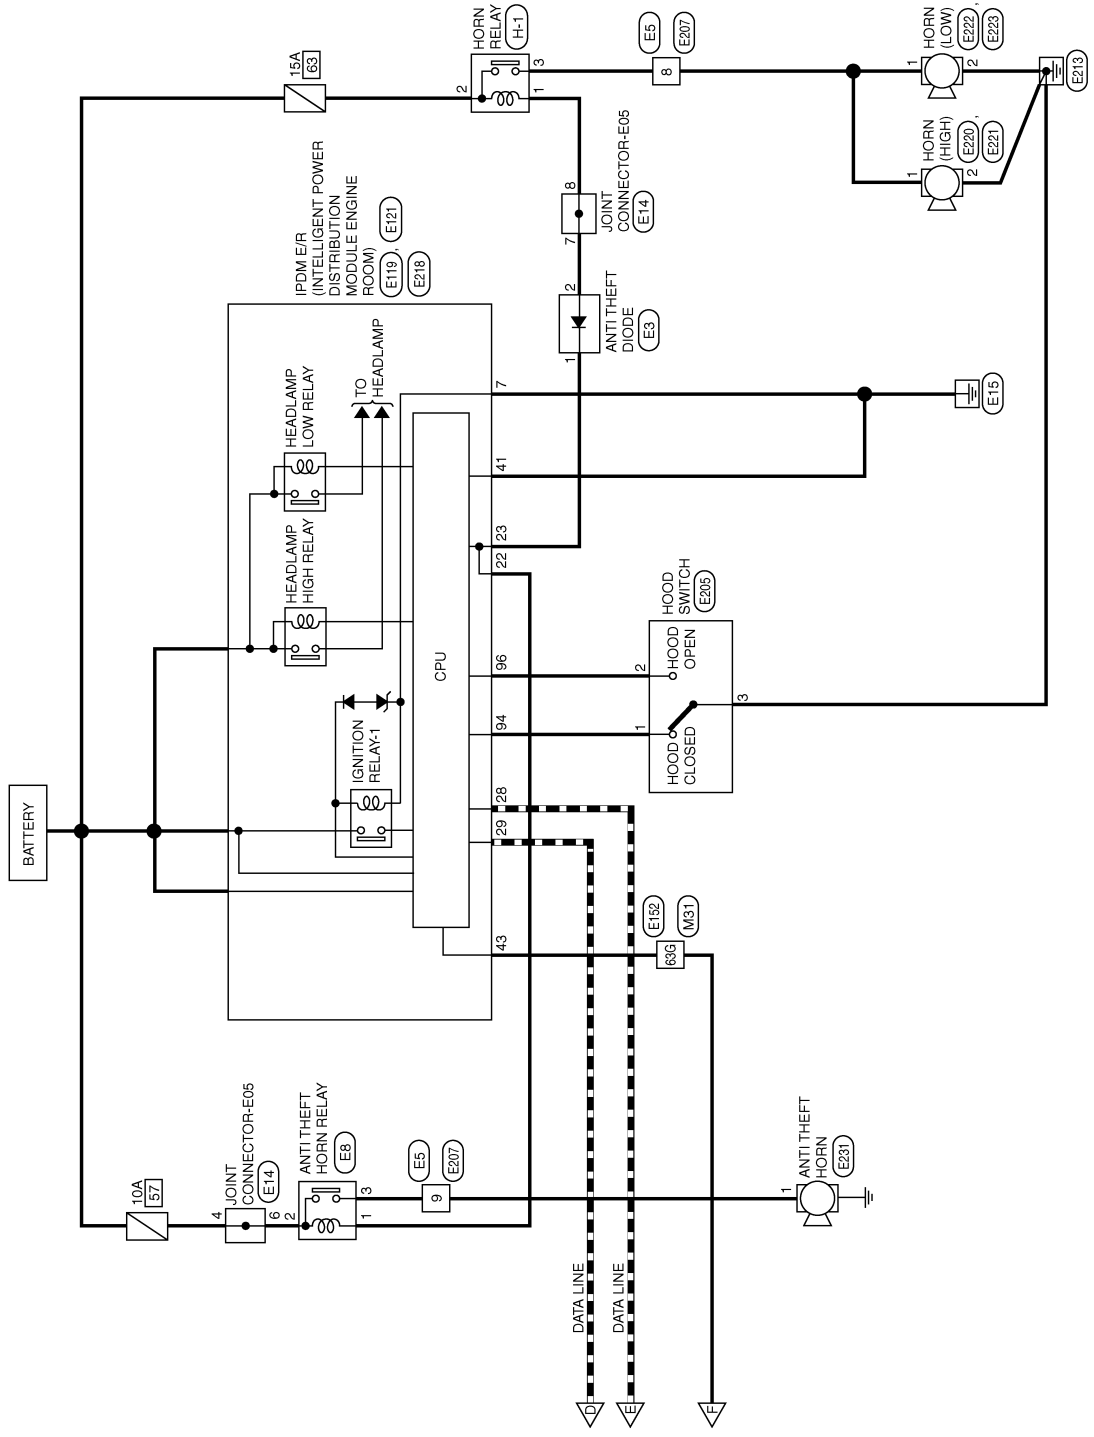 BATTERY
10A
57
JOINT
CONNECTOR-E05
E14
4
6
ANTI THEFT
HORN RELAY
E8
2
1
3
E5
9
E207
ANTI THEFT
HORN
E231
1
15A
63
HORN
RELAY
H-1
2
1
3
E5
8
E207
HORN
(LOW)
E222 ,
E223
1
2
HORN
(HIGH)
E220 ,
E221
1
2
E213
IPDM E/R
(INTELLIGENT POWER
DISTRIBUTION
MODULE ENGINE
ROOM)
E119 , E121
E218
HEADLAMP
LOW RELAY
TO
HEADLAMP
HEADLAMP
HIGH RELAY
IGNITION
RELAY-1
CPU
43
29
28
94
96
22
23
41
7
JOINT
CONNECTOR-E05
E14
8
7
ANTI THEFT
DIODE
E3
2
1
E15
HOOD
SWITCH
E205
1
2
HOOD
CLOSED
HOOD
OPEN
3
E152
63G
M31
DATA LINE
DATA LINE
D
E
F